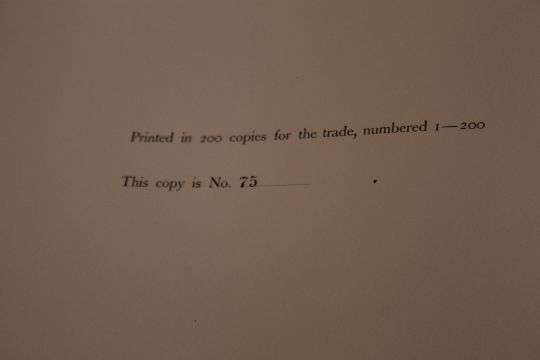 Printed in 200 copies for the trade, numbered 1—200
This copy is No. 75